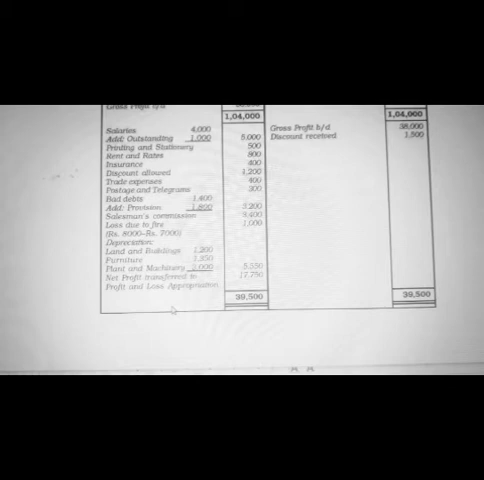 Gross Profit c/d
1,04,000 1,04,000
Salaries 4,000 Gross Profit b/d 38,000
Add: Outstanding 1,000 5,000 Discount received 1,500
Printing and Stationery 500
Rent and Rates 800
Insurance 400
Discount allowed 1,200
Trade expenses 400
Postage and Telegrams 300
Bad debts 1,400
Add: Provision 1,800 3,200
Salesman's commission 3,400
Loss due to fire 1,000
(Rs. 8000–Rs. 7000)
Depreciation:
Land and Buildings 1,200
Furniture
Plant and Machinery 2,000 5,550
Net Profit transferred to 17,750
Profit and Loss Appropriation
39,500 39,500